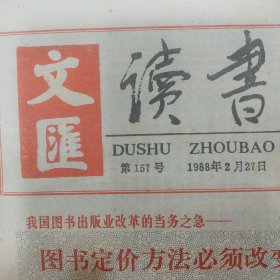 文匯讀書
DUSHU ZHOUBAO
第157号 1988年2月27日
我国图书出版业改革的当务之急——
图书定价方法必须改